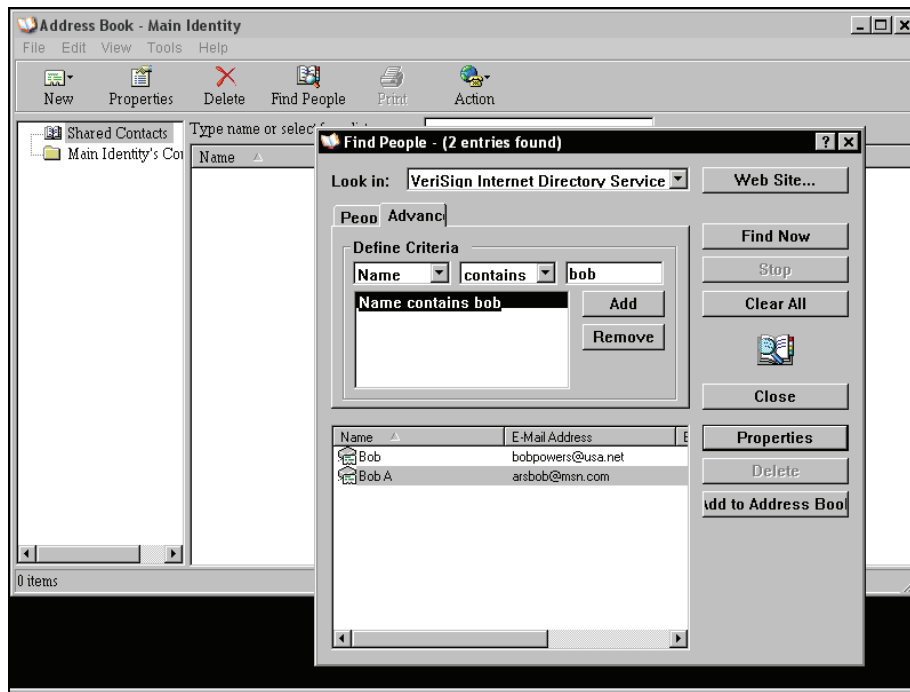 Address Book - Main Identity
File Edit View Tools Help
New Properties Delete Find People Print Action
Shared Contacts
Main Identity's Co
Type name or select
Name
0 items
Find People - (2 entries found)
Look in: VeriSign Internet Directory Service
Web Site...
Peop Advanc
Define Criteria
Name contains bob
Name contains bob
Add
Remove
Find Now
Stop
Clear All
Close
Properties
Delete
Add to Address Book
Name E-Mail Address
Bob bobpowers@usa.net
Bob A arsbob@msn.com